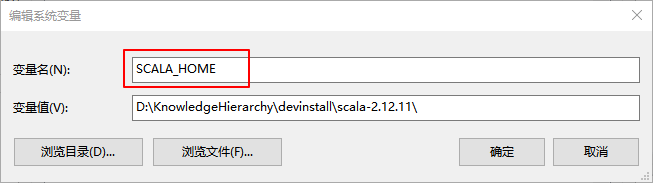 编辑系统变量
变量名(N): SCALA_HOME
变量值(V): D:\KnowledgeHierarchy\devinstall\scala-2.12.11\
浏览目录(D)... 浏览文件(F)... 确定 取消